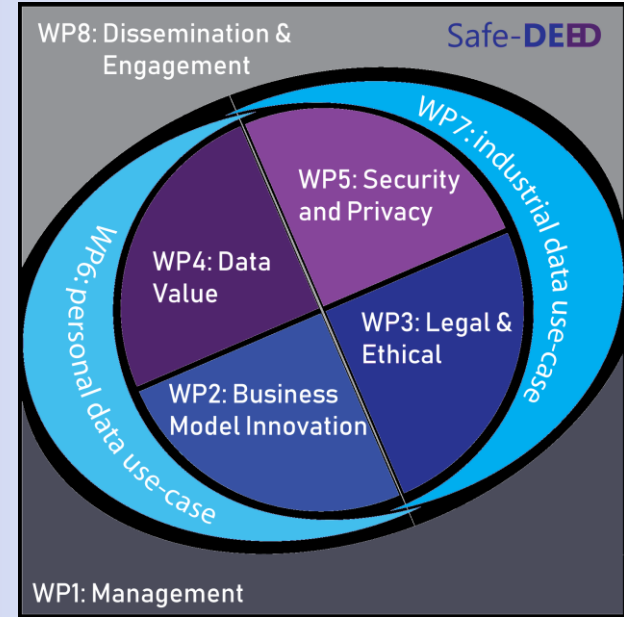 WP8: Dissemination &
Engagement
Safe-DEED
WP7: industrial data use-case
WP5: Security
and Privacy
WP4: Data
Value
WP6: personal data use-case
WP3: Legal &
Ethical
WP2: Business
Model Innovation
WP1: Management